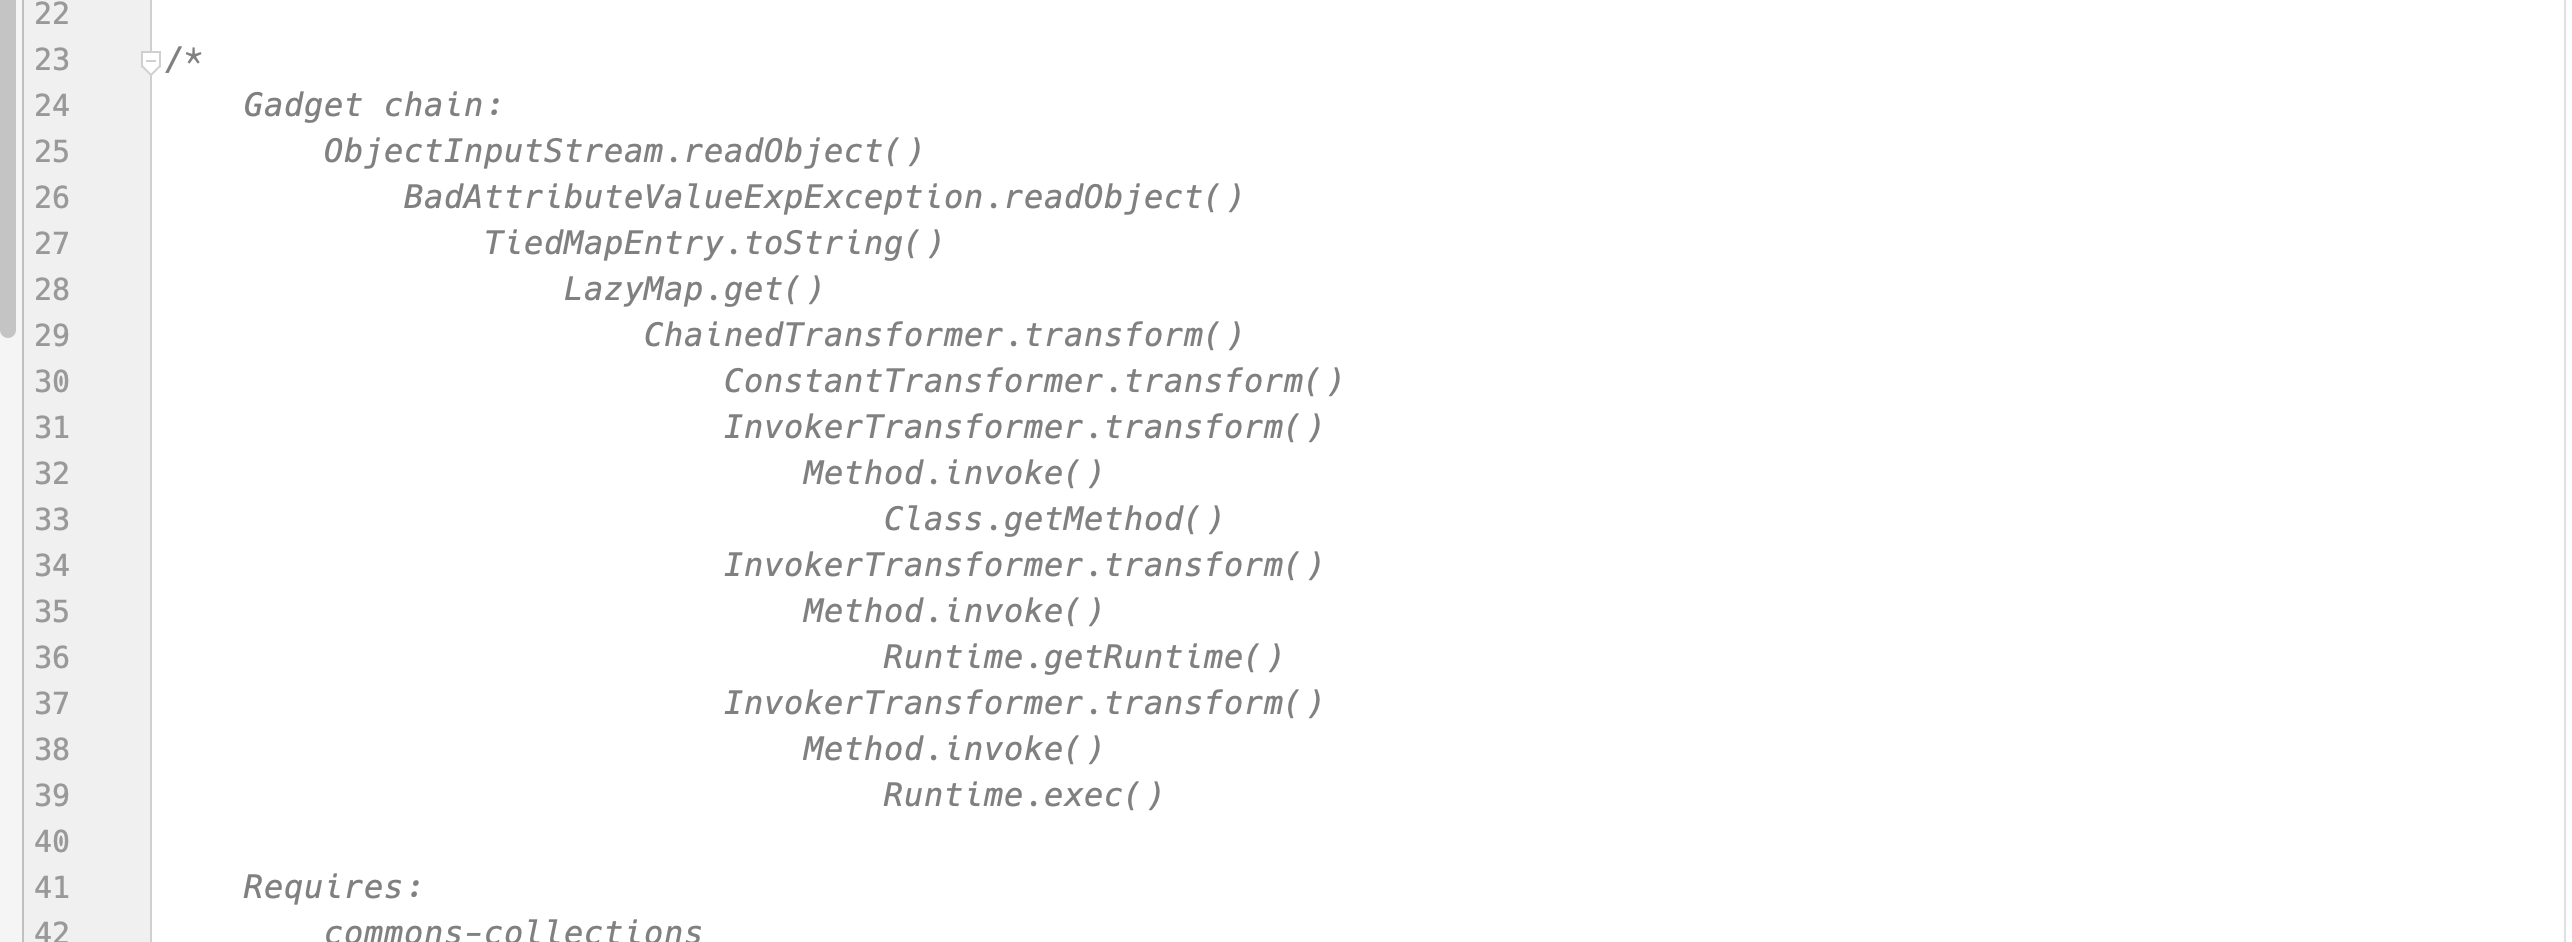 22
23 /*
24 Gadget chain:
25 ObjectInputStream.readObject()
26 BadAttributeValueExpException.readObject()
27 TiedMapEntry.toString()
28 LazyMap.get()
29 ChainedTransformer.transform()
30 ConstantTransformer.transform()
31 InvokerTransformer.transform()
32 Method.invoke()
33 Class.getMethod()
34 InvokerTransformer.transform()
35 Method.invoke()
36 Runtime.getRuntime()
37 InvokerTransformer.transform()
38 Method.invoke()
39 Runtime.exec()
40
41 Requires:
42 commons-collections